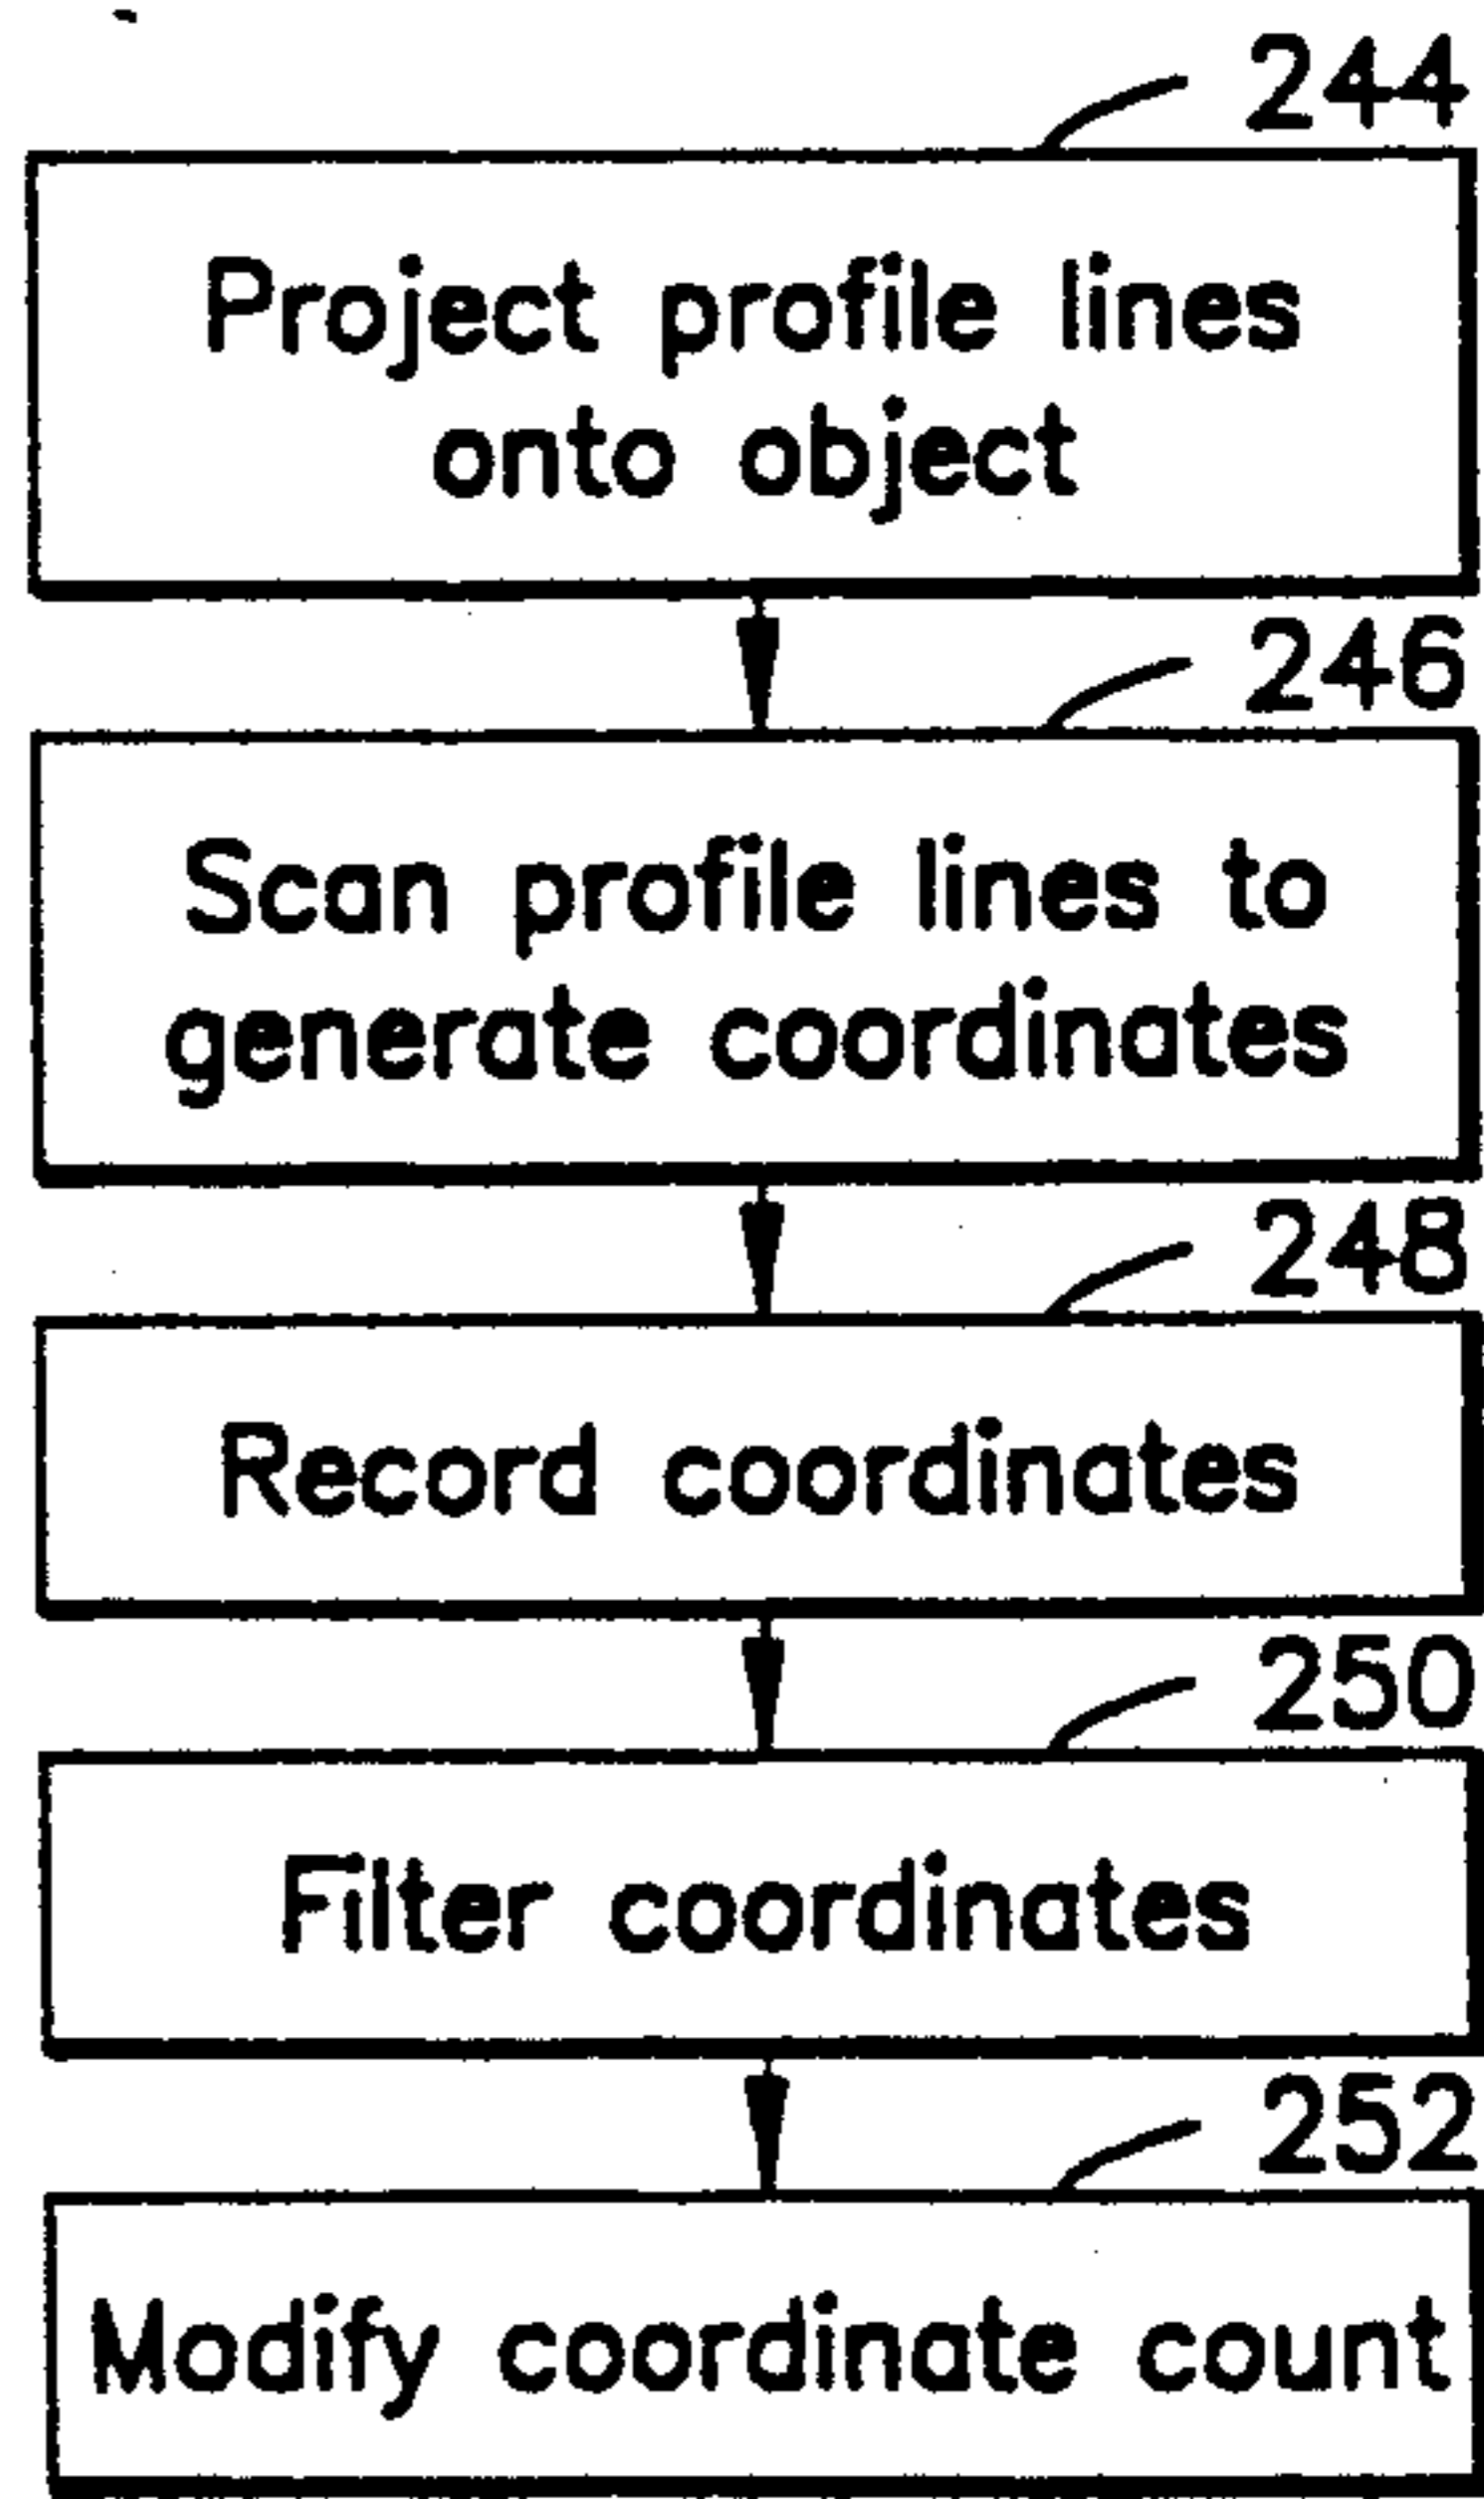 244
Project profile lines
onto object
246
Scan profile lines to
generate coordinates
248
Record coordinates
250
Filter coordinates
252
Modify coordinate count